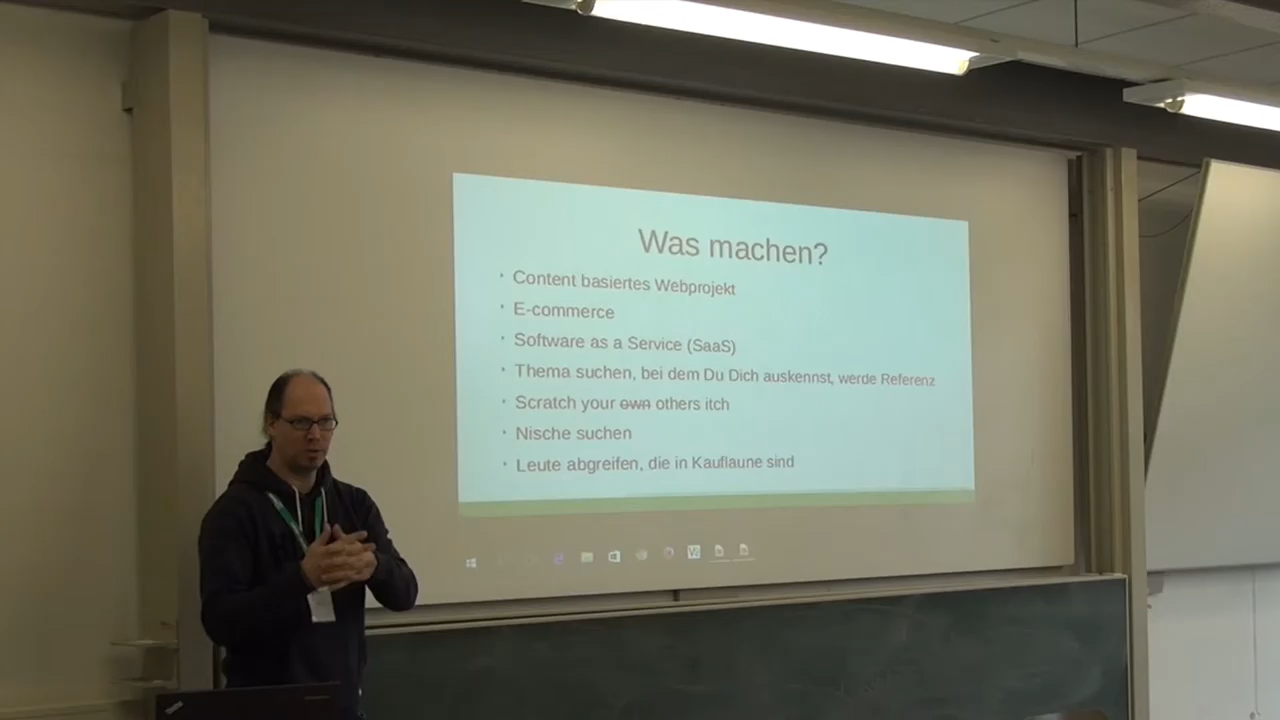 Was machen?
Content basiertes Webprojekt
E-commerce
Software as a Service (SaaS)
Thema suchen, bei dem Du Dich auskennst, werde Referenz
Scratch your own others itch
Nische suchen
Leute abgreifen, die in Kauflaune sind